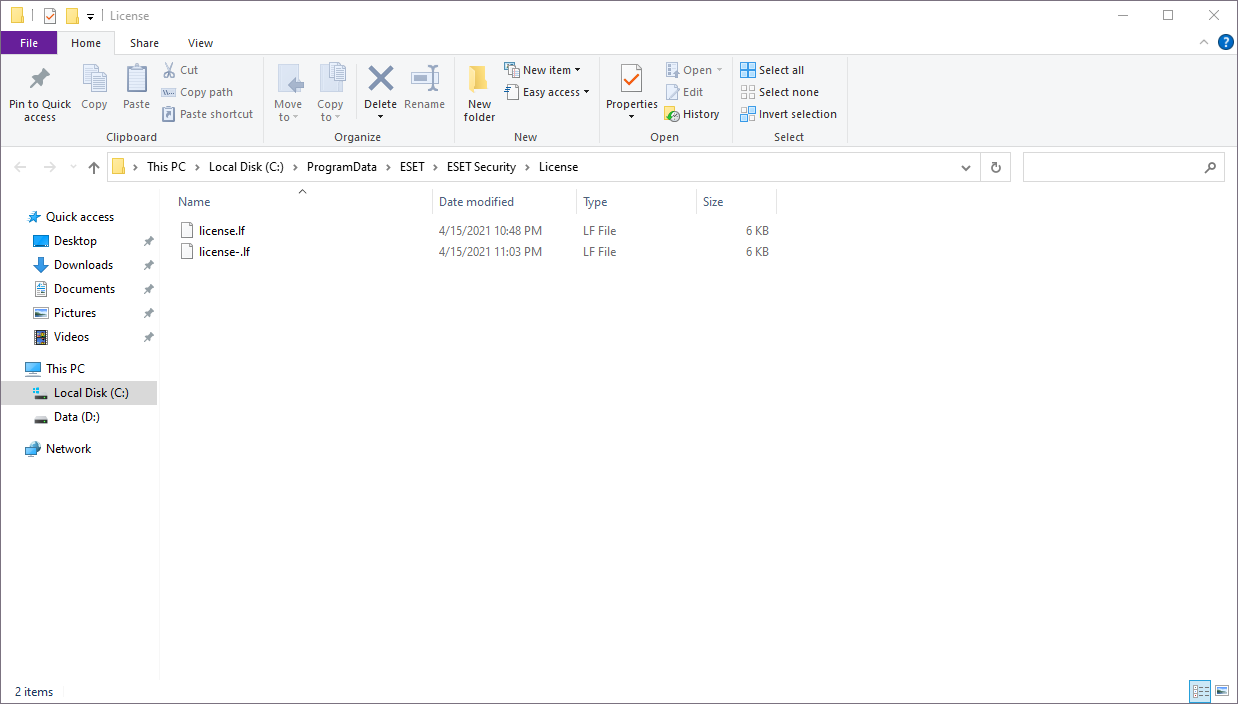 License
File Home Share View
Pin to Quick access
Copy
Paste
Cut
Copy path
Paste shortcut
Clipboard
Move to
Copy to
Delete
Rename
Organize
New folder
New item
Easy access
New
Properties
Open
Edit
History
Open
Select all
Select none
Invert selection
Select
This PC > Local Disk (C:) > ProgramData > ESET > ESET Security > License
Name Date modified Type Size
license.lf 4/15/2021 10:48 PM LF File 6 KB
license-.lf 4/15/2021 11:03 PM LF File 6 KB
Quick access
Desktop
Downloads
Documents
Pictures
Videos
This PC
Local Disk (C:)
Data (D:)
Network
2 items